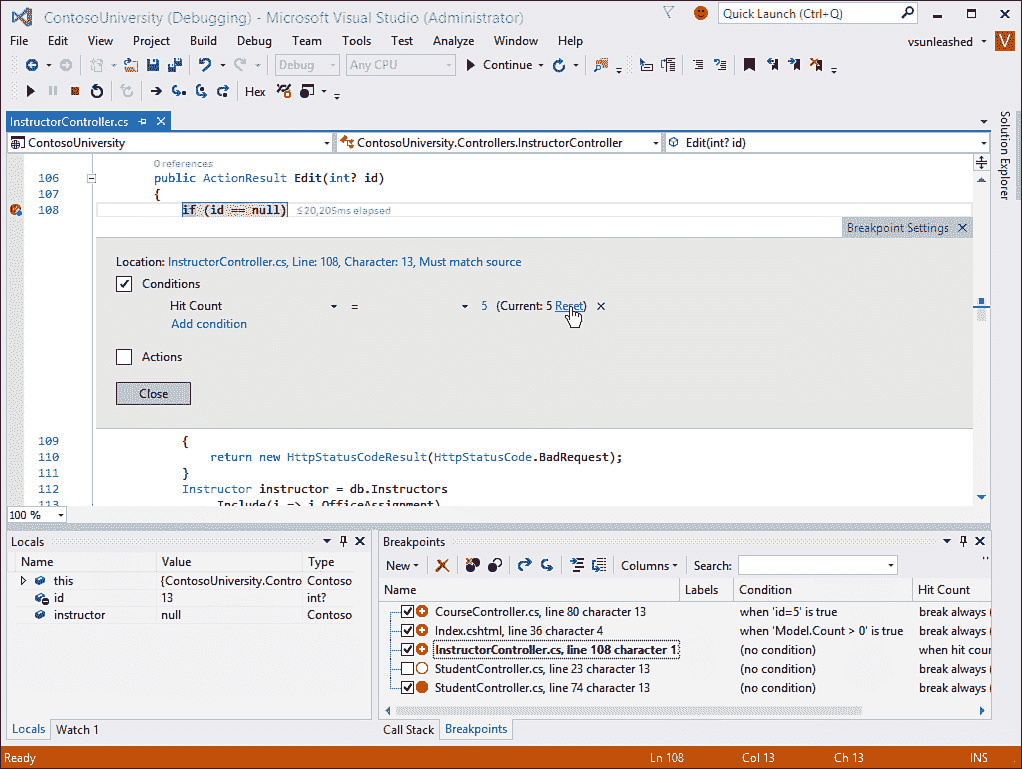 ContosoUniversity (Debugging) - Microsoft Visual Studio (Administrator)
Quick Launch (Ctrl+Q)
File Edit View Project Build Debug Team Tools Test Analyze Window Help
vsunleashed V
Debug Any CPU Continue
Hex
InstructorController.cs
ContosoUniversity ContosoUniversity.Controllers.InstructorController Edit(int? id)
Solution Explorer
0 references
106 public ActionResult Edit(int? id)
107 {
108 if (id == null) ≤20,205ms elapsed
Breakpoint Settings
Location: InstructorController.cs, Line: 108, Character: 13, Must match source
Conditions
Hit Count = 5 (Current: 5 Reset)
Add condition
Actions
Close
109 {
110 return new HttpStatusCodeResult(HttpStatusCode.BadRequest);
111 }
112 Instructor instructor = db.Instructors
113 .Include(i => i.OfficeAssignment)
100 %
Locals
Name Value Type
this {ContosoUniversity.Contro Contoso
id 13 int?
instructor null Contoso
Locals Watch 1
Breakpoints
New Columns Search:
Name Labels Condition Hit Count
CourseController.cs, line 80 character 13 when 'id=5' is true break always (
Index.cshtml, line 36 character 4 when 'Model.Count > 0' is true break always (
InstructorController.cs, line 108 character 1 (no condition) when hit cour
StudentController.cs, line 23 character 13 (no condition) break always (
StudentController.cs, line 74 character 13 (no condition) break always (
Call Stack Breakpoints
Ready Ln 108 Col 13 Ch 13 INS